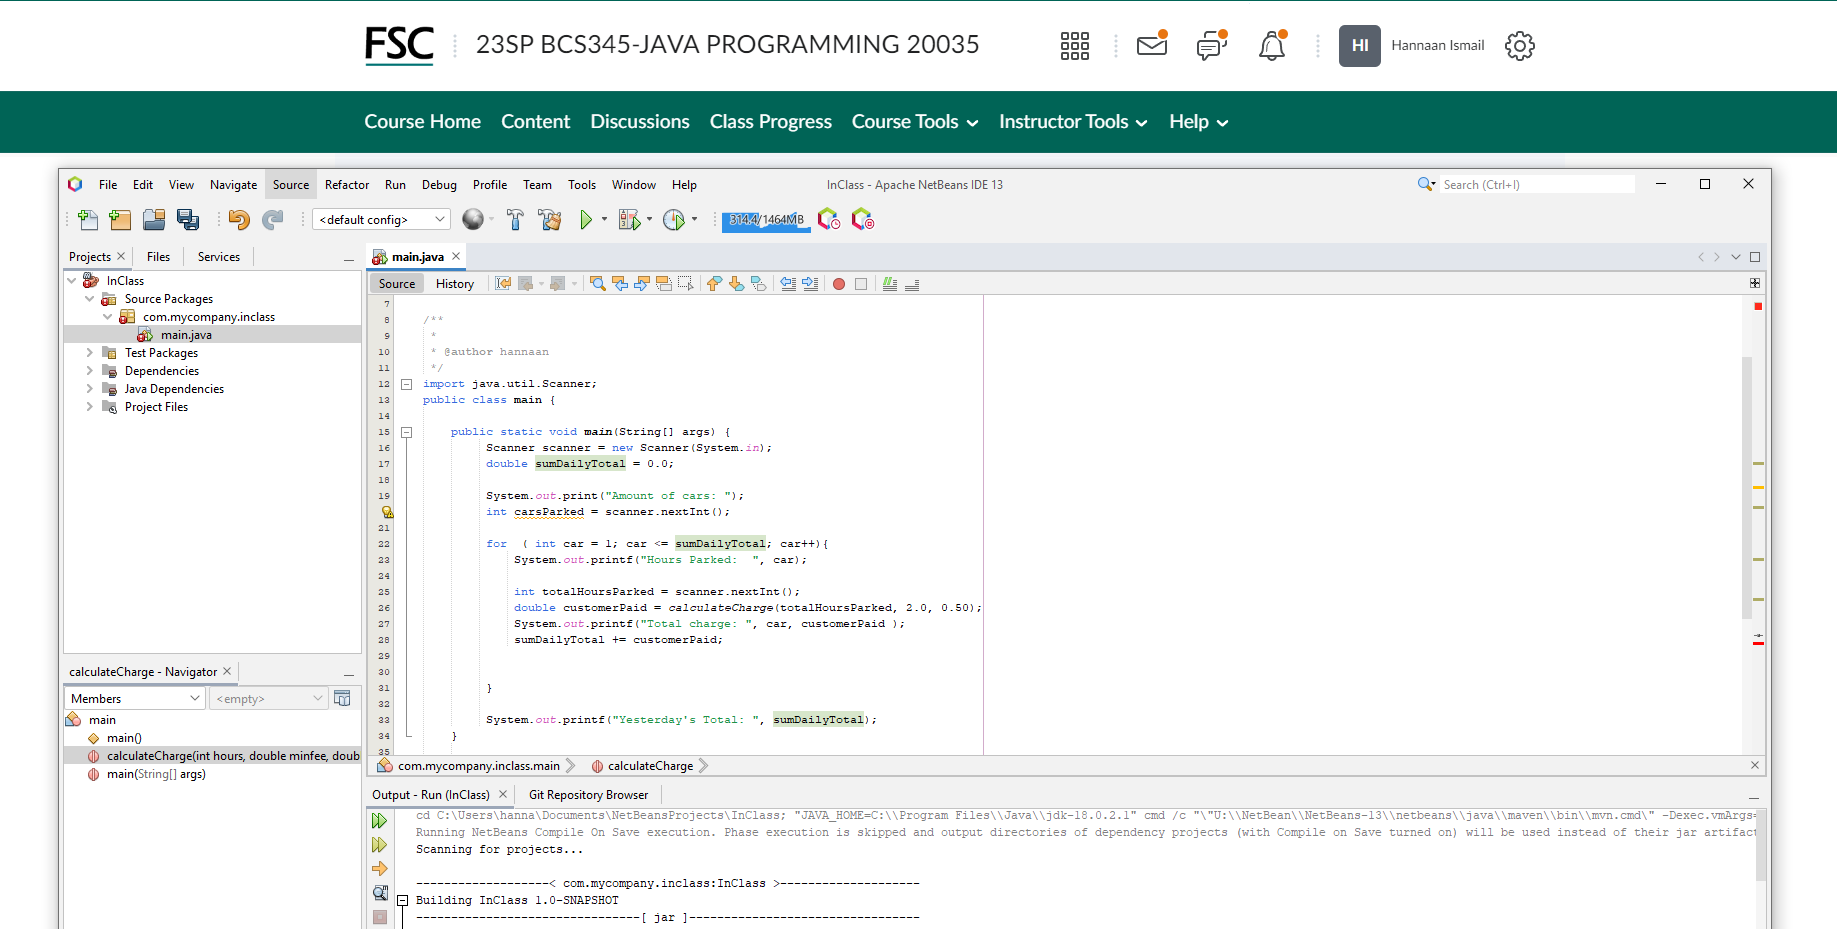 FSC 23SP BCS345-JAVA PROGRAMMING 20035 HI Hannaan Ismail
Course Home Content Discussions Class Progress Course Tools Instructor Tools Help
File Edit View Navigate Source Refactor Run Debug Profile Team Tools Window Help InClass - Apache NetBeans IDE 13 Search (Ctrl+I)
<default config> 314.4/1464MB
Projects Files Services
InClass
Source Packages
com.mycompany.inclass
main.java
Test Packages
Dependencies
Java Dependencies
Project Files
calculateCharge - Navigator
Members <empty>
main
main()
calculateCharge(int hours, double minfee, doub
main(String[] args)
main.java
Source History
7
8 /**
9 *
10 * @author hannaan
11 */
12 import java.util.Scanner;
13 public class main {
14
15 public static void main(String[] args) {
16 Scanner scanner = new Scanner(System.in);
17 double sumDailyTotal = 0.0;
18
19 System.out.print("Amount of cars: ");
int carsParked = scanner.nextInt();
21
22 for ( int car = 1; car <= sumDailyTotal; car++){
23 System.out.printf("Hours Parked:  ", car);
24
25 int totalHoursParked = scanner.nextInt();
26 double customerPaid = calculateCharge(totalHoursParked, 2.0, 0.50);
27 System.out.printf("Total charge: ", car, customerPaid );
28 sumDailyTotal += customerPaid;
29
30
31 }
32
33 System.out.printf("Yesterday's Total: ", sumDailyTotal);
34 }
35
com.mycompany.inclass.main calculateCharge
Output - Run (InClass) Git Repository Browser
cd C:\Users\hanna\Documents\NetBeansProjects\InClass; "JAVA_HOME=C:\\Program Files\\Java\\jdk-18.0.2.1" cmd /c "\"U:\\NetBean\\NetBeans-13\\netbeans\\java\\maven\\bin\\mvn.cmd\" -Dexec.vmArgs=
Running NetBeans Compile On Save execution. Phase execution is skipped and output directories of dependency projects (with Compile on Save turned on) will be used instead of their jar artifact
Scanning for projects...
-------------------< com.mycompany.inclass:InClass >--------------------
Building InClass 1.0-SNAPSHOT
--------------------------------[ jar ]---------------------------------